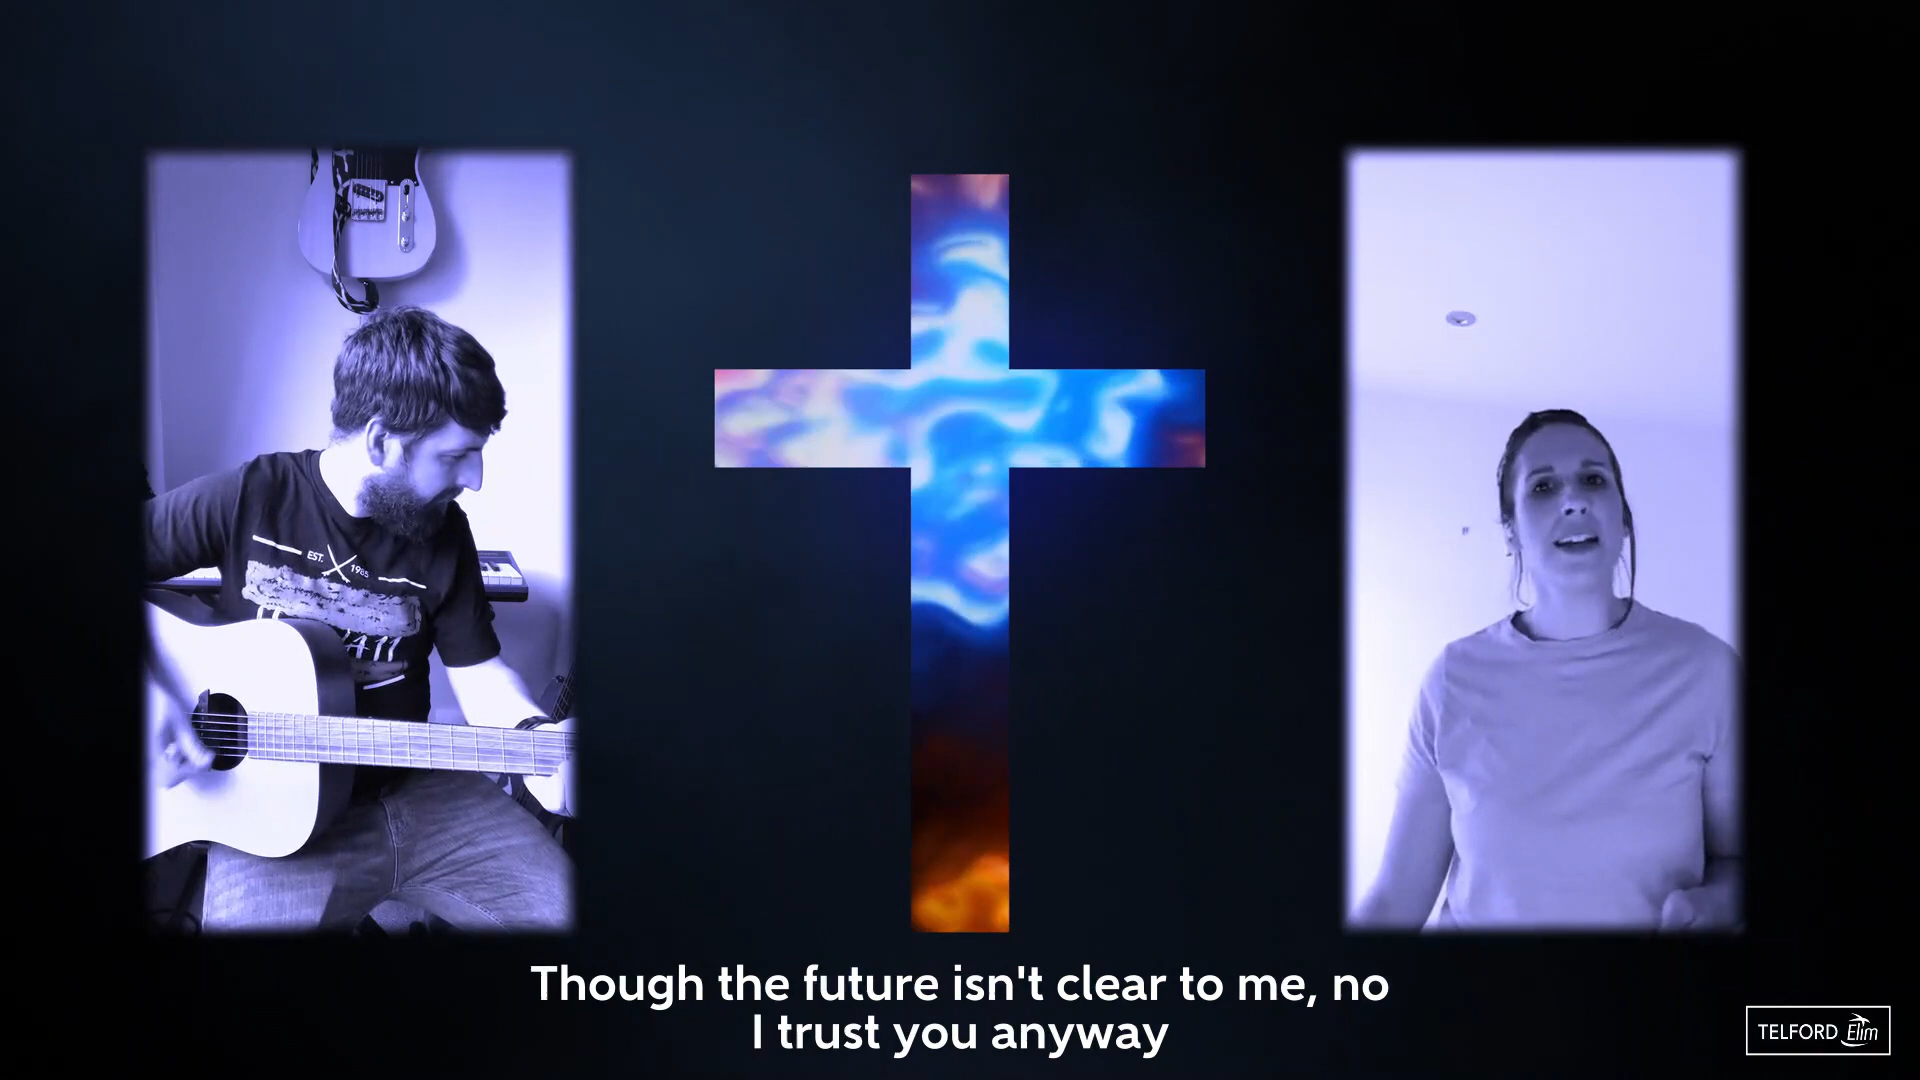 EST. 1985
Though the future isn't clear to me, no
I trust you anyway
TELFORD Elim